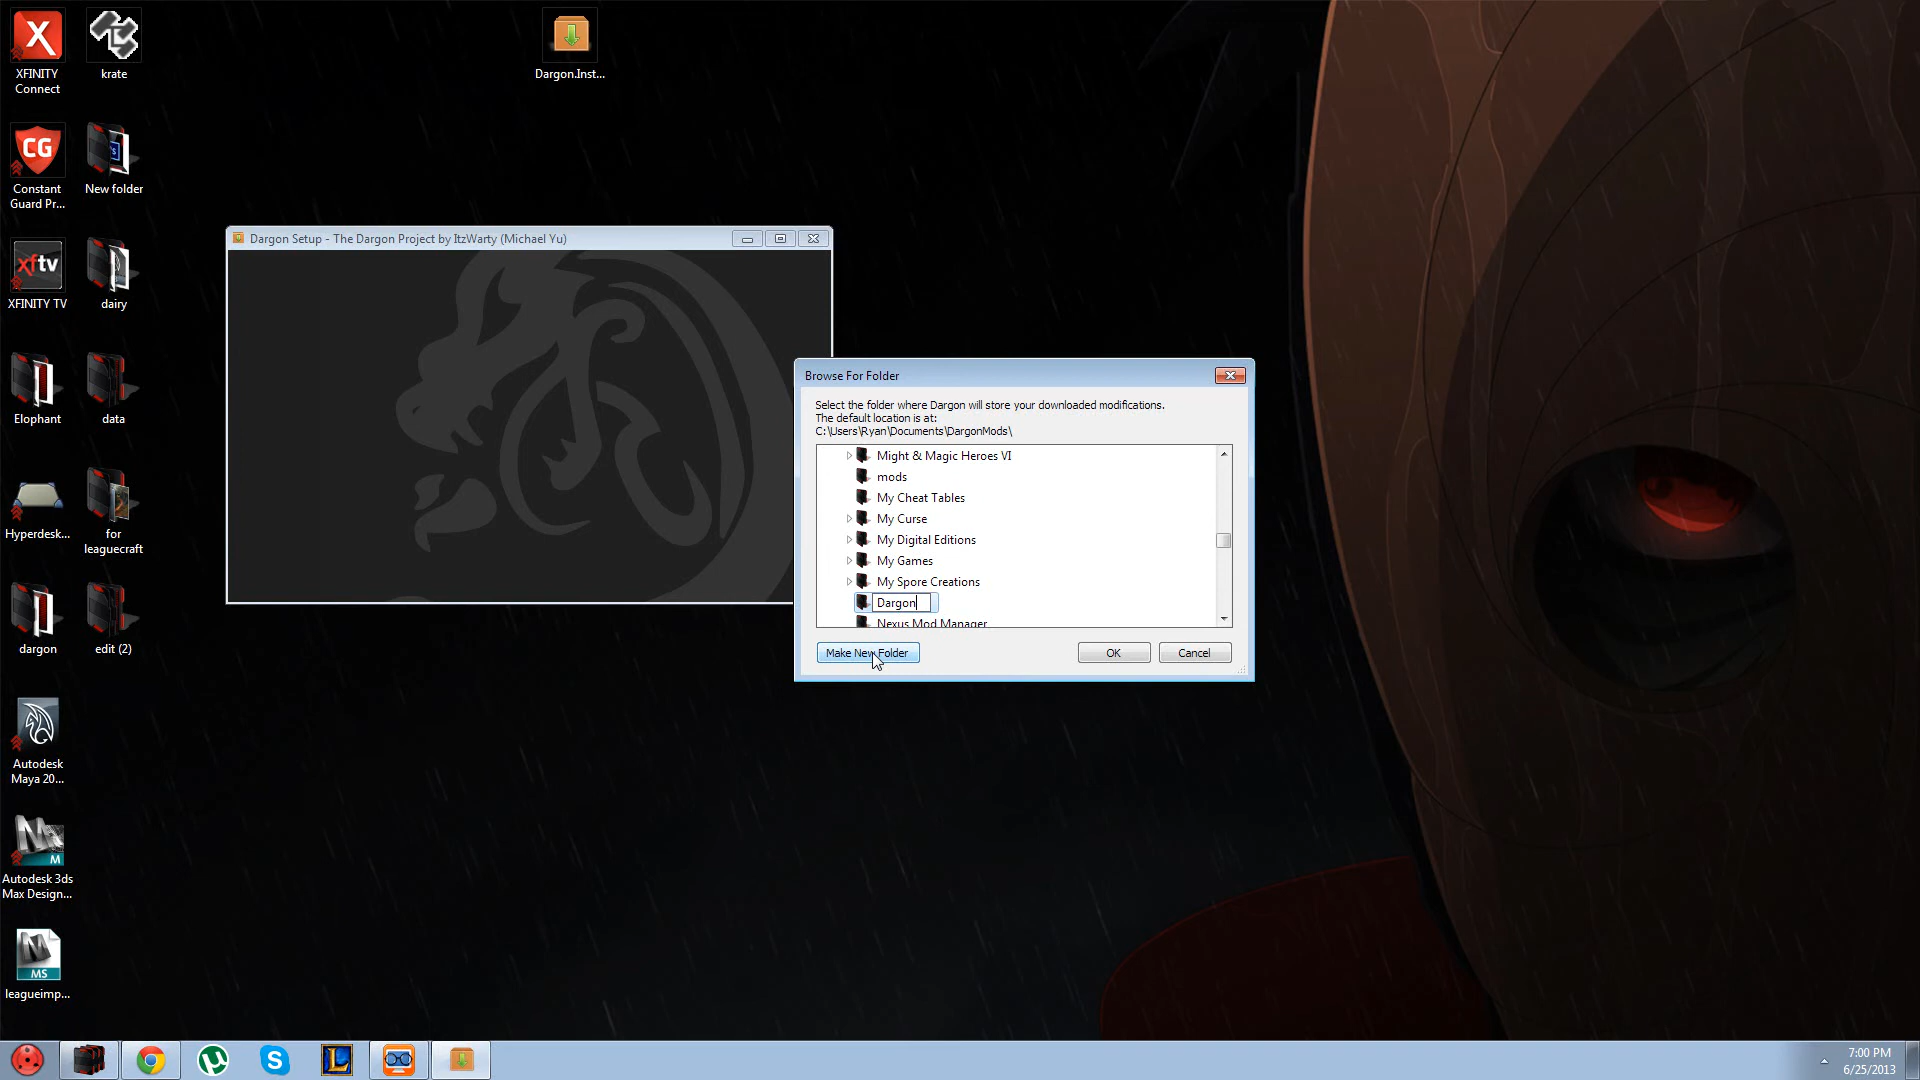 XFINITY
Connect
krate
Dargon.Inst...
CG
Constant
Guard Pr...
New folder
xftv
XFINITY TV
dairy
Elophant
data
Hyperdesk...
for
leaguecraft
dargon
edit (2)
Autodesk
Maya 20...
M
Autodesk 3ds
Max Design...
MS
leagueimp...
Dargon Setup - The Dargon Project by ItzWarty (Michael Yu)
Browse For Folder
Select the folder where Dargon will store your downloaded modifications.
The default location is at:
C:\Users\Ryan\Documents\DargonMods\
Might & Magic Heroes VI
mods
My Cheat Tables
My Curse
My Digital Editions
My Games
My Spore Creations
Dargon
Nexus Mod Manager
Make New Folder
OK
Cancel
7:00 PM
6/25/2013